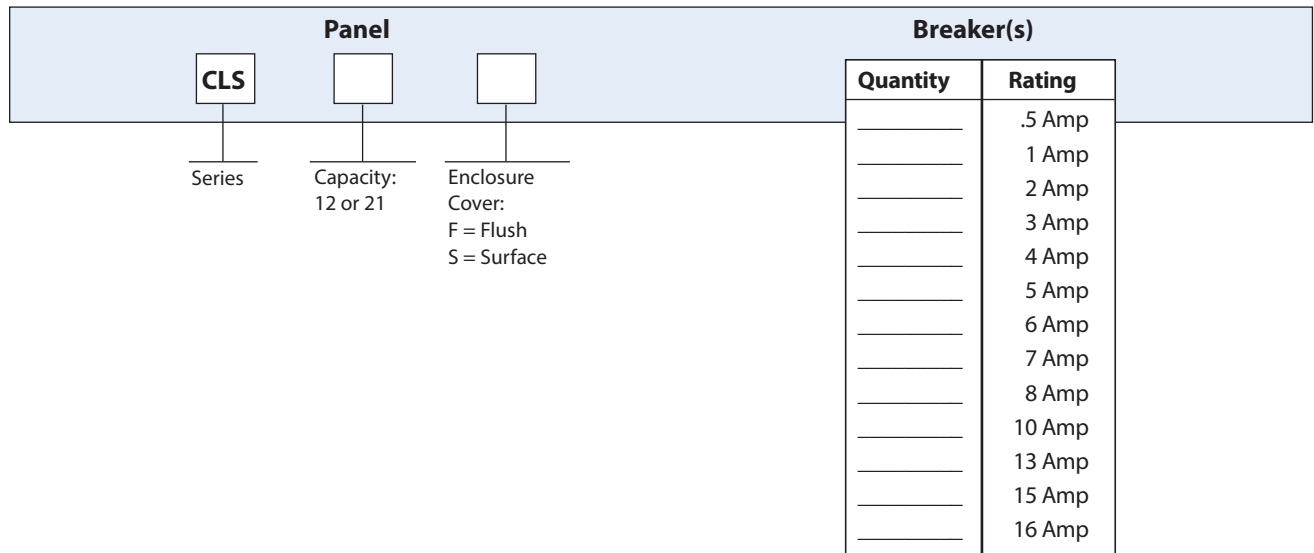 Panel
Breaker(s)
CLS
Series
Capacity:
12 or 21
Enclosure
Cover:
F = Flush
S = Surface
Quantity Rating
.5 Amp
1 Amp
2 Amp
3 Amp
4 Amp
5 Amp
6 Amp
7 Amp
8 Amp
10 Amp
13 Amp
15 Amp
16 Amp